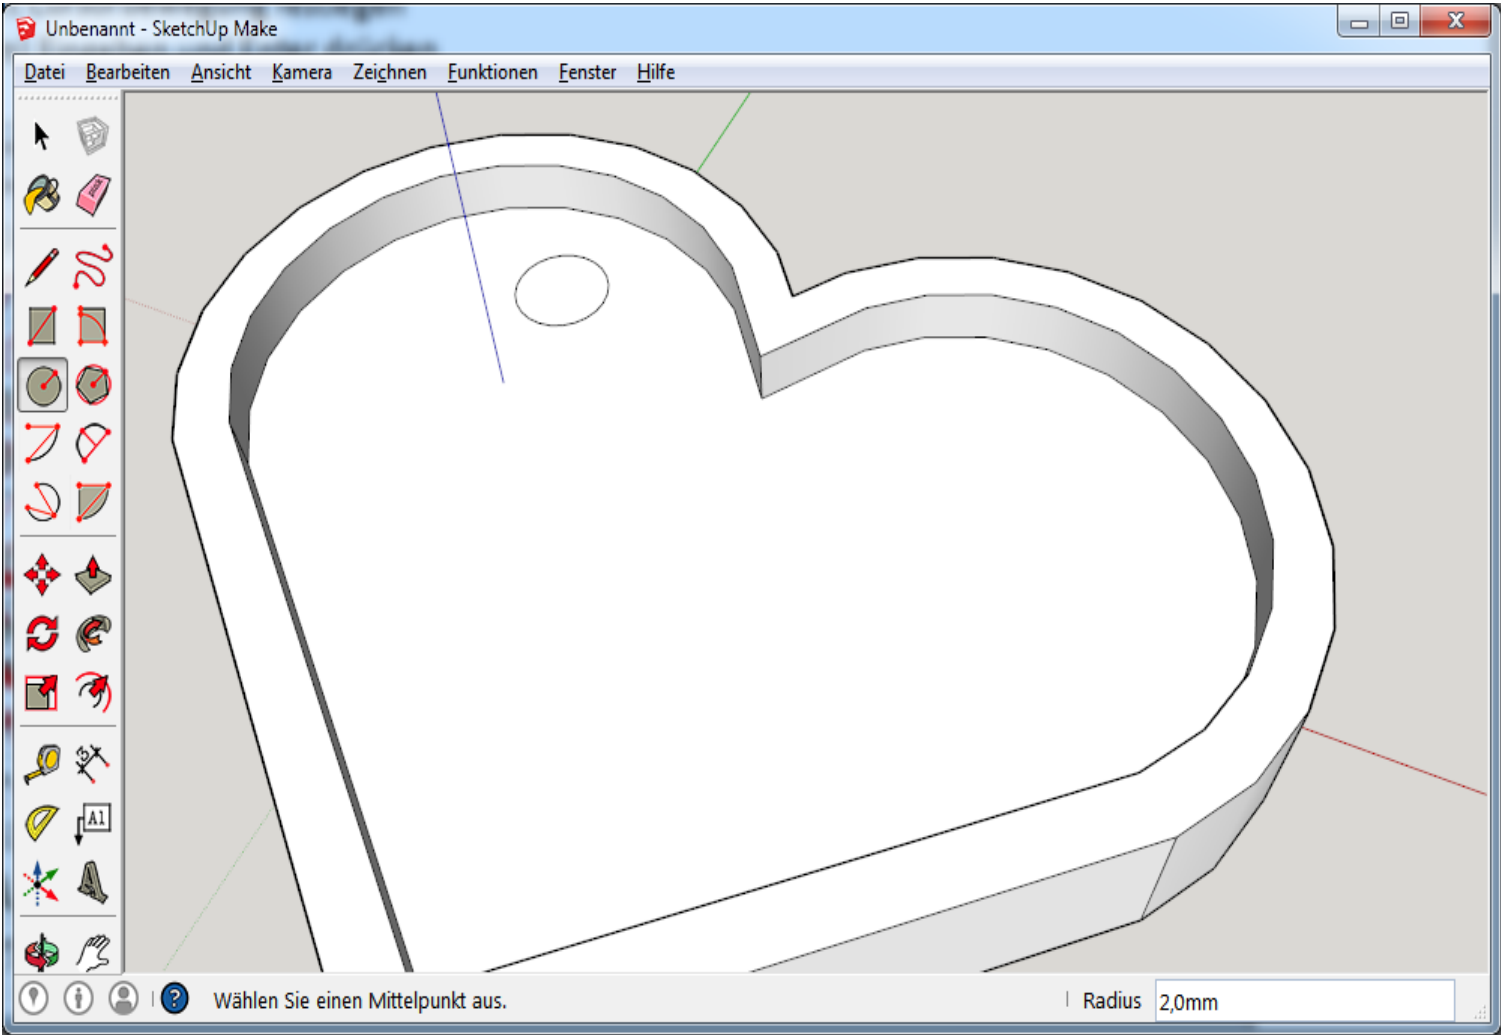 Unbenannt - SketchUp Make
Datei Bearbeiten Ansicht Kamera Zeichnen Funktionen Fenster Hilfe
A1
Wählen Sie einen Mittelpunkt aus.
Radius 2,0mm